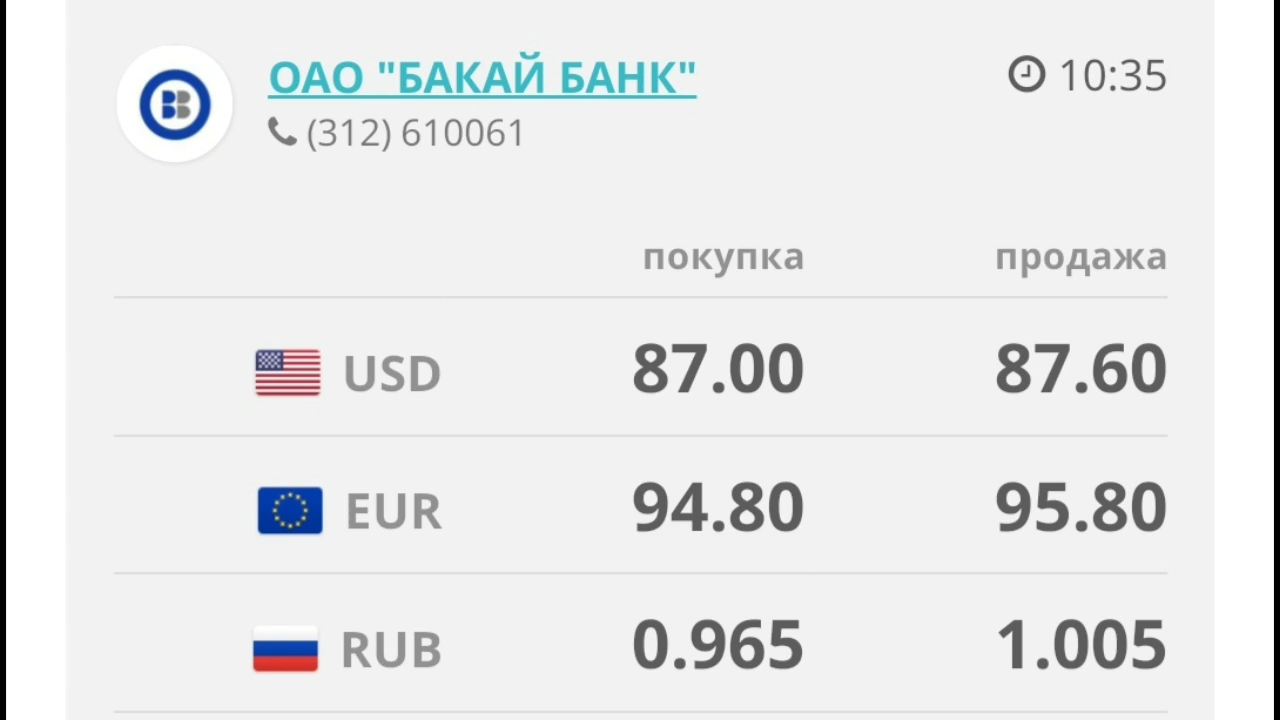 ОАО "БАКАЙ БАНК" 10:35
(312) 610061
покупка продажа
USD 87.00 87.60
EUR 94.80 95.80
RUB 0.965 1.005